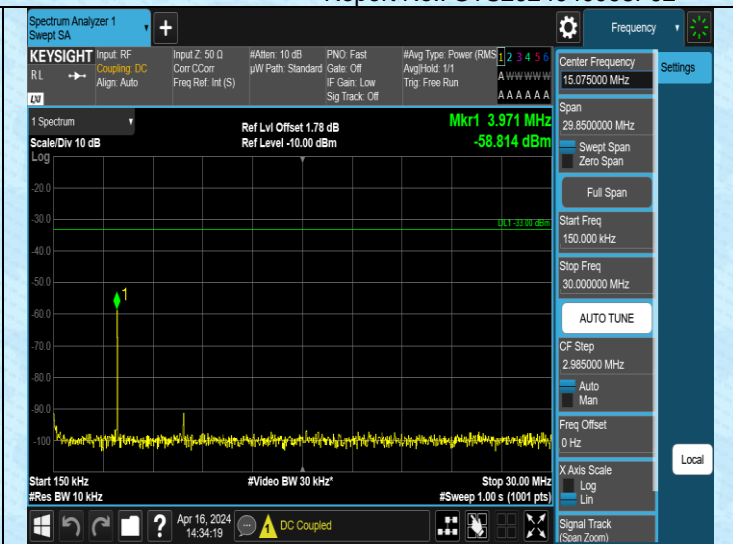 Spectrum Analyzer 1
Swept SA
+
Frequency
KEYSIGHT
RL
LXI
Input: RF
Coupling: DC
Align: Auto
Input Z: 50 Ω
Corr CCorr
Freq Ref: Int (S)
#Atten: 10 dB
µW Path: Standard
PNO: Fast
Gate: Off
IF Gain: Low
Sig Track: Off
#Avg Type: Power (RMS
Avg|Hold: 1/1
Trig: Free Run
1 2 3 4 5 6
A W W W W W
A A A A A A
Center Frequency
15.075000 MHz
Settings
1 Spectrum
Scale/Div 10 dB
Log
Ref Lvl Offset 1.78 dB
Ref Level -10.00 dBm
Mkr1 3.971 MHz
-58.814 dBm
Span
29.8500000 MHz
Swept Span
Zero Span
Full Span
Start Freq
150.000 kHz
Stop Freq
30.000000 MHz
AUTO TUNE
CF Step
2.985000 MHz
Auto
Man
Freq Offset
0 Hz
X Axis Scale
Log
Lin
Signal Track
(Span Zoom)
Local
-20.0
-30.0
DL1 -33.00 dBm
-40.0
-50.0
1
-60.0
-70.0
-80.0
-90.0
-100
Start 150 kHz
#Video BW 30 kHz*
Stop 30.00 MHz
#Res BW 10 kHz
#Sweep 1.00 s (1001 pts)
?
Apr 16, 2024
14:34:19
DC Coupled